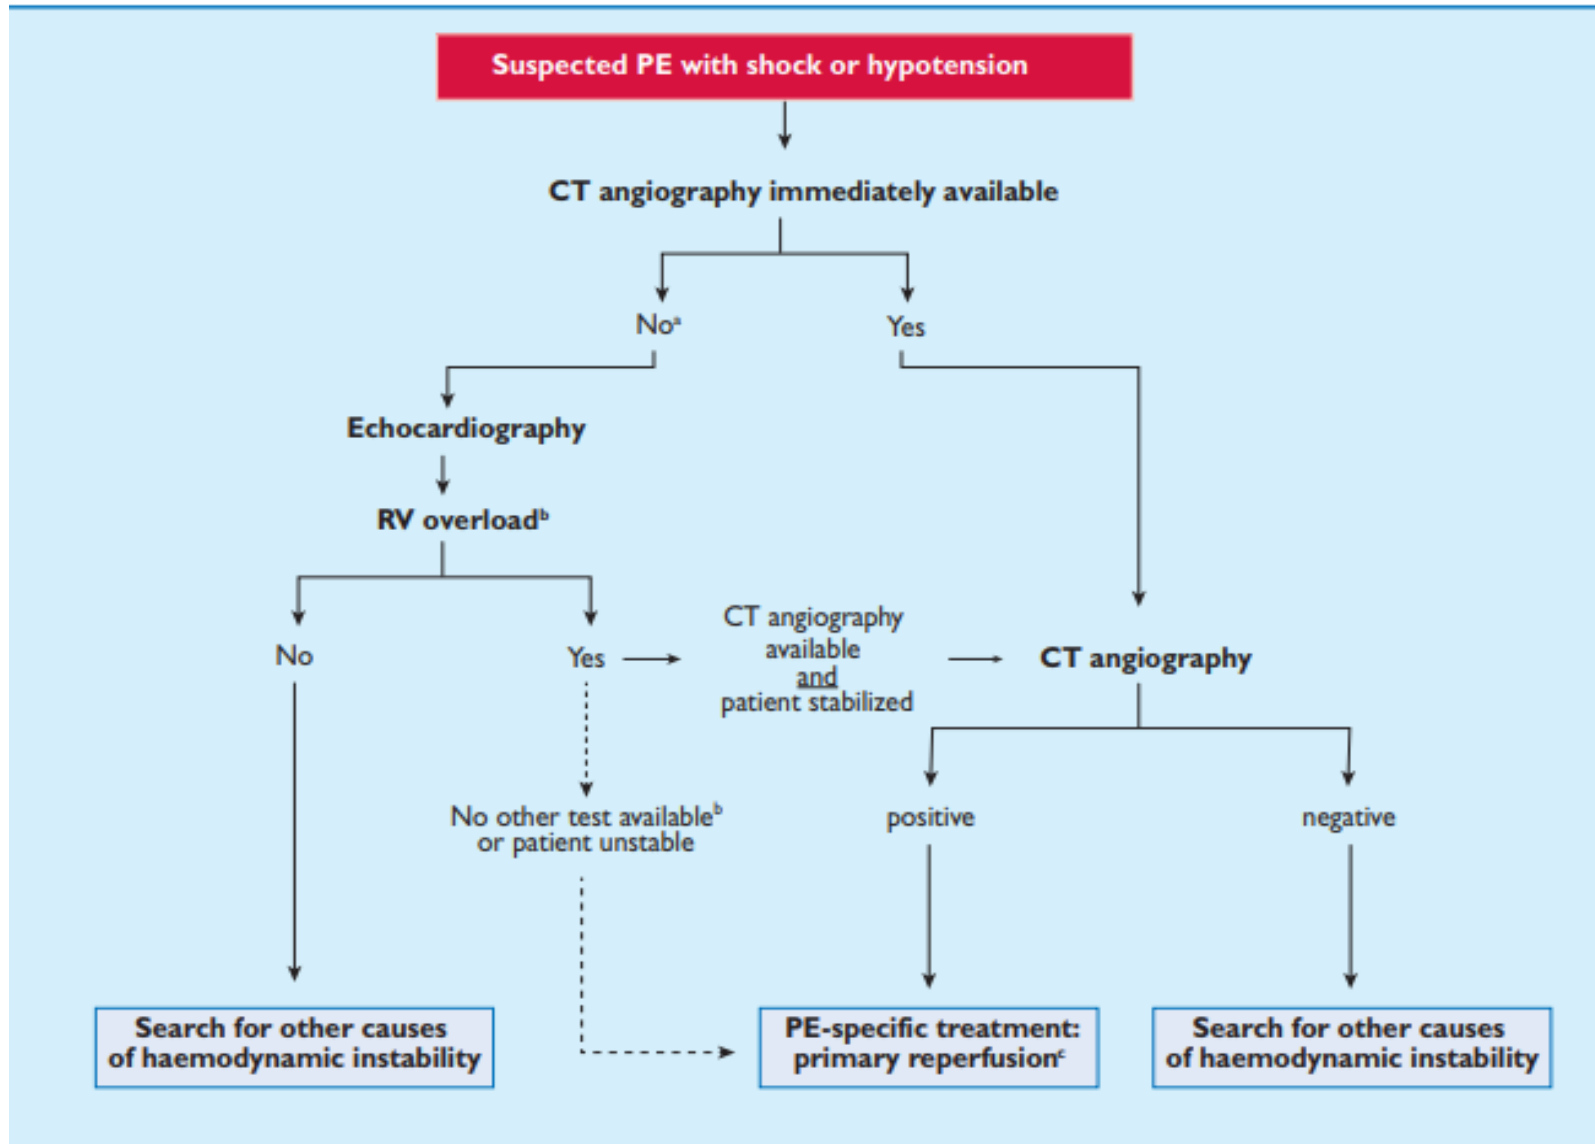 Suspected PE with shock or hypotension
CT angiography immediately available
Noᵃ
Yes
Echocardiography
RV overloadᵇ
No
Yes
CT angiography
available
and
patient stabilized
CT angiography
No other test availableᵇ
or patient unstable
positive
negative
Search for other causes
of haemodynamic instability
PE-specific treatment:
primary reperfusionᶜ
Search for other causes
of haemodynamic instability